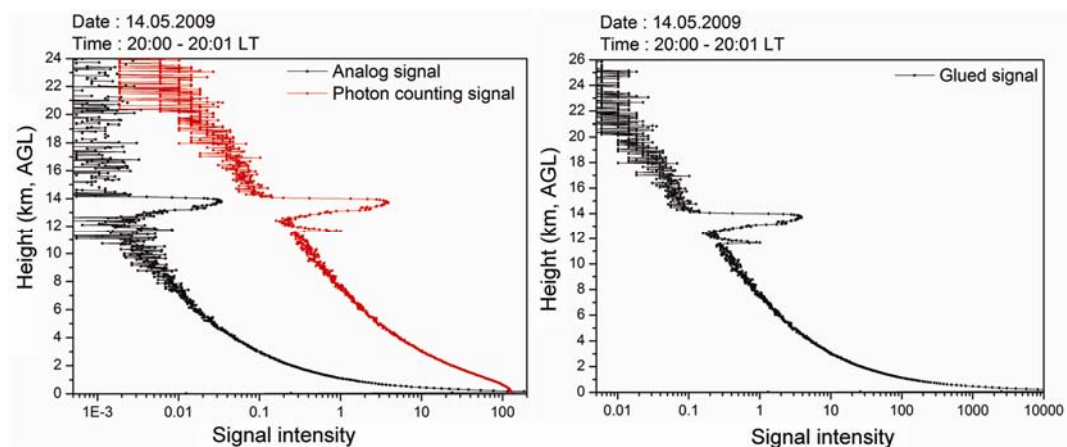 Date : 14.05.2009
Time : 20:00 - 20:01 LT
24
22
20
18
16
14
12
10
8
6
4
2
0
Height (km, AGL)
Analog signal
Photon counting signal
1E-3 0.01 0.1 1 10 100
Signal intensity
Date : 14.05.2009
Time : 20:00 - 20:01 LT
26
24
22
20
18
16
14
12
10
8
6
4
2
0
Height (km, AGL)
Glued signal
0.01 0.1 1 10 100 1000 10000
Signal intensity